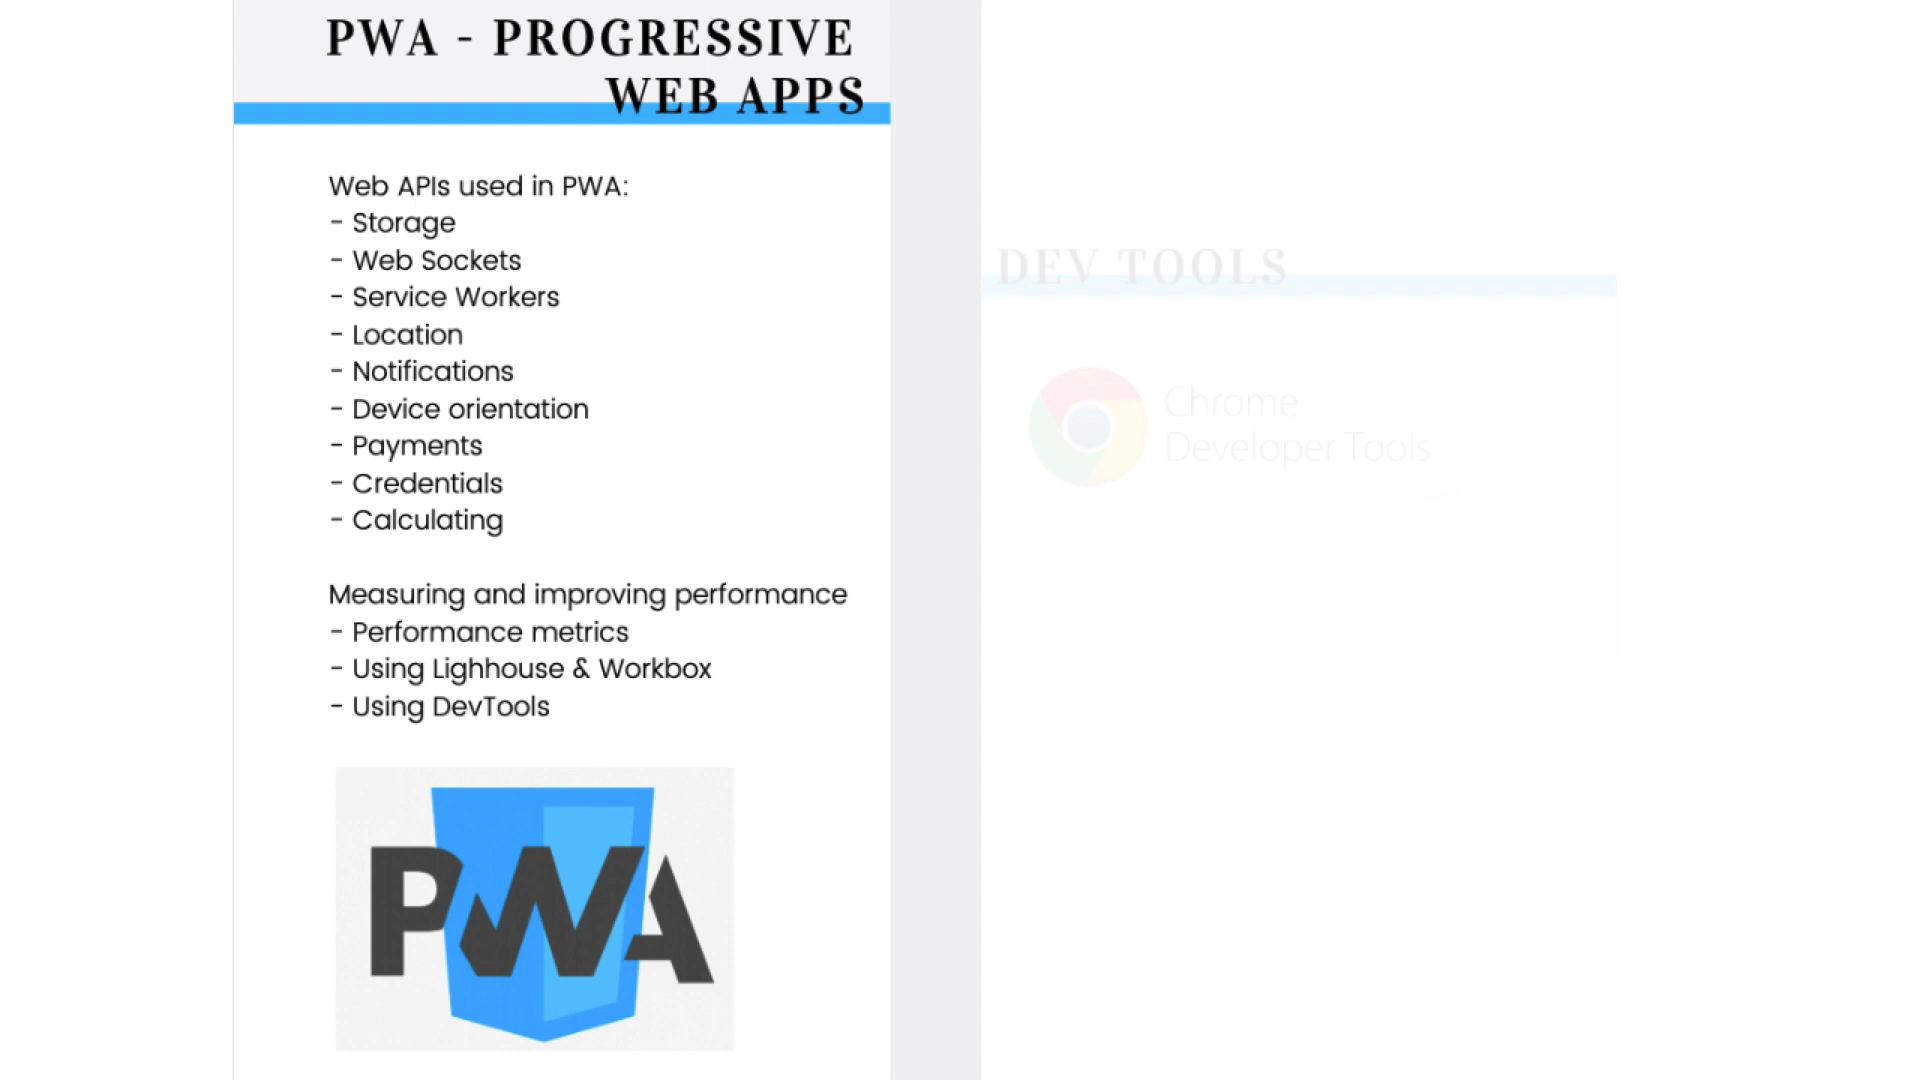 PWA - PROGRESSIVE
WEB APPS
Web APIs used in PWA:
- Storage
- Web Sockets
- Service Workers
- Location
- Notifications
- Device orientation
- Payments
- Credentials
- Calculating
Measuring and improving performance
- Performance metrics
- Using Lighhouse & Workbox
- Using DevTools
PWA
DEV TOOLS
Chrome
Developer Tools